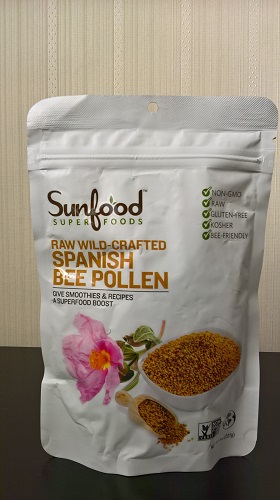 Sunfood™
SUPERFOODS
NON-GMO
RAW
GLUTEN-FREE
KOSHER
BEE-FRIENDLY
RAW WILD-CRAFTED
SPANISH
BEE POLLEN
GIVE SMOOTHIES & RECIPES
A SUPERFOOD BOOST